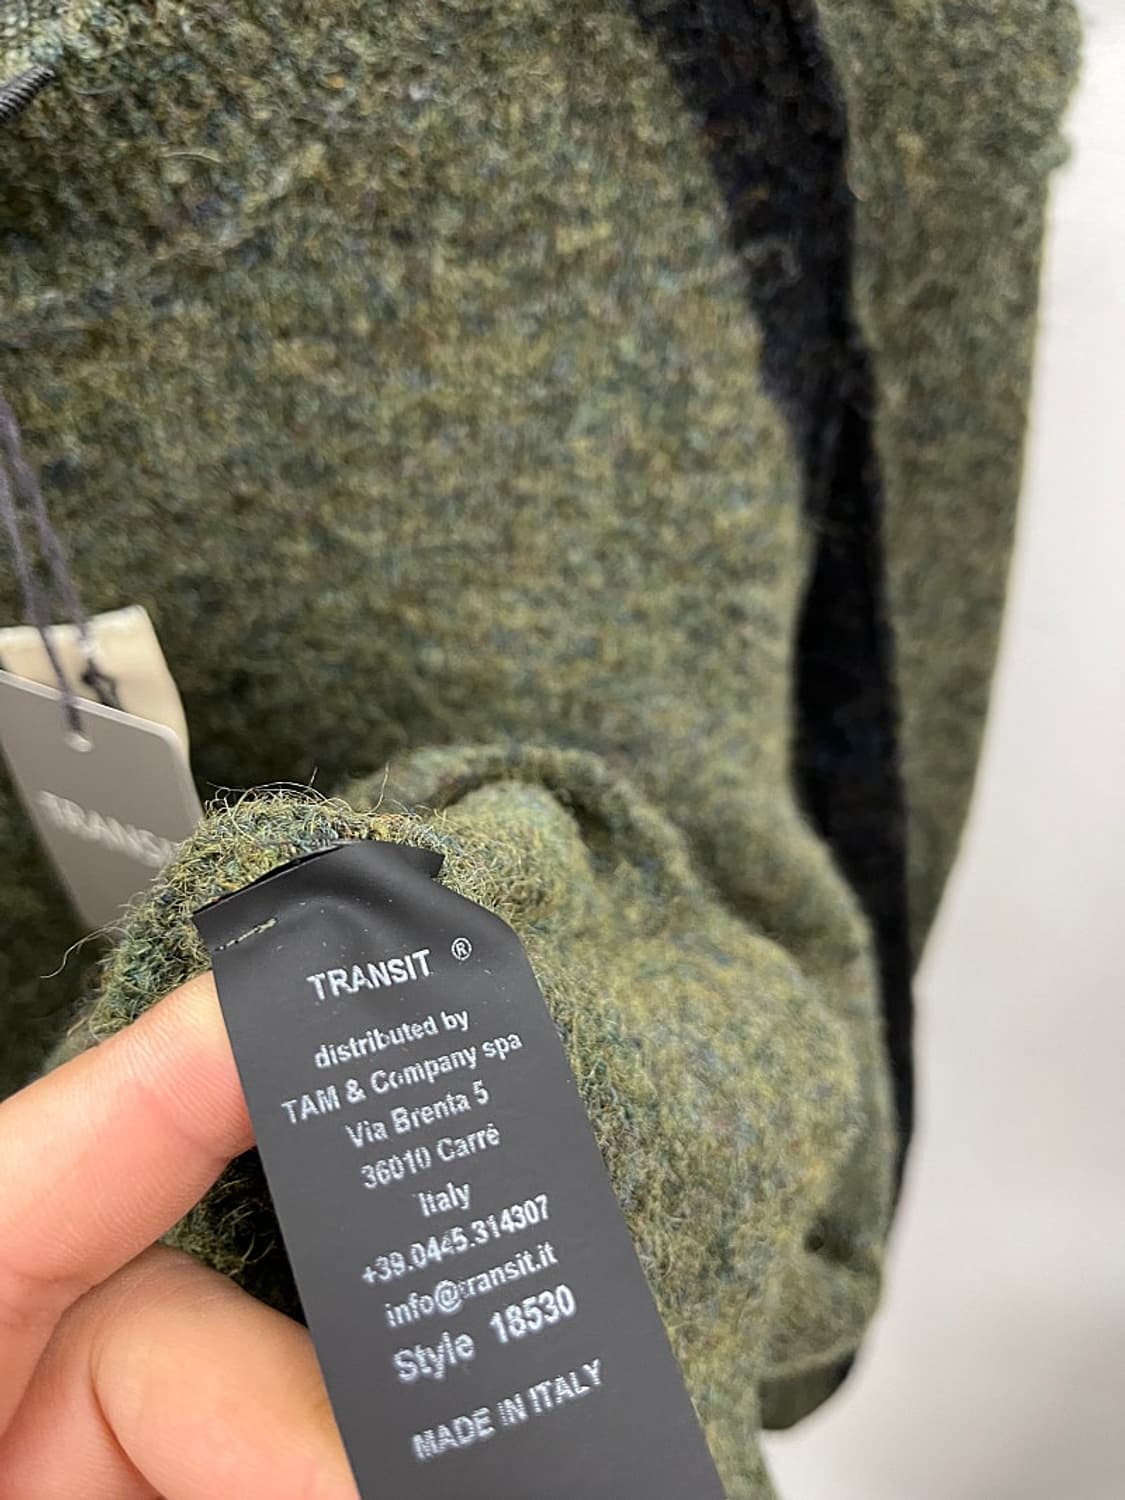 TRANSIT ®
distributed by
TAM & Company spa
Via Brenta 5
36010 Carré
Italy
+39.0445.314307
info@transit.it
Style 18530
MADE IN ITALY